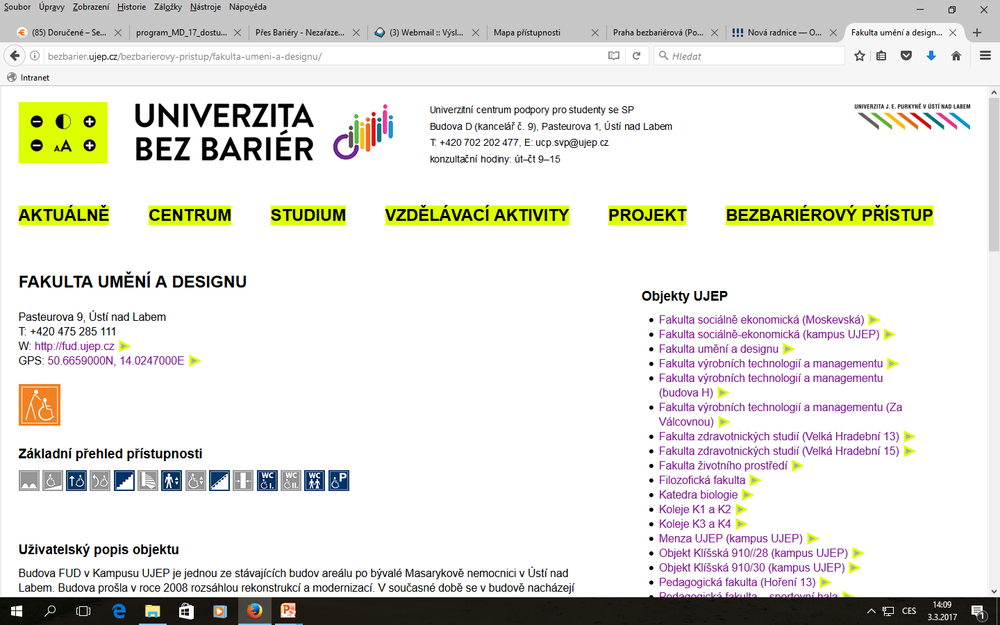 Soubor Úpravy Zobrazení Historie Záložky Nástroje Nápověda
(85) Doručené – Se...
program_MD_17_dostu...
Přes Bariéry - Nezařaze...
(3) Webmail :: Výsl...
Mapa přístupnosti
Praha bezbariérová (Po...
Nová radnice — O...
Fakulta umění a design...
bezbarier.ujep.cz/bezbarierovy-pristup/fakulta-umeni-a-designu/
Hledat
Intranet
AA
UNIVERZITA
BEZ BARIÉR
Univerzitní centrum podpory pro studenty se SP
Budova D (kancelář č. 9), Pasteurova 1, Ústí nad Labem
T: +420 702 202 477, E: ucp.svp@ujep.cz
konzultační hodiny: út–čt 9–15
UNIVERZITA J. E. PURKYNĚ V ÚSTÍ NAD LABEM
AKTUÁLNĚ CENTRUM STUDIUM VZDĚLÁVACÍ AKTIVITY PROJEKT BEZBARIÉROVÝ PŘÍSTUP
FAKULTA UMĚNÍ A DESIGNU
Pasteurova 9, Ústí nad Labem
T: +420 475 285 111
W: http://fud.ujep.cz
GPS: 50.6659000N, 14.0247000E
Základní přehled přístupnosti
WC I.
WC II.
WC
P
Uživatelský popis objektu
Budova FUD v Kampusu UJEP je jednou ze stávajících budov areálu po bývalé Masarykově nemocnici v Ústí nad
Labem. Budova prošla v roce 2008 rozsáhlou rekonstrukcí a modernizací. V současné době se v budově nacházejí
Objekty UJEP
Fakulta sociálně ekonomická (Moskevská)
Fakulta sociálně-ekonomická (kampus UJEP)
Fakulta umění a designu
Fakulta výrobních technologií a managementu
Fakulta výrobních technologií a managementu
(budova H)
Fakulta výrobních technologií a managementu (Za
Válcovnou)
Fakulta zdravotnických studií (Velká Hradební 13)
Fakulta zdravotnických studií (Velká Hradební 15)
Fakulta životního prostředí
Filozofická fakulta
Katedra biologie
Koleje K1 a K2
Koleje K3 a K4
Menza UJEP (kampus UJEP)
Objekt Klíšská 910//28 (kampus UJEP)
Objekt Klíšská 910/30 (kampus UJEP)
Pedagogická fakulta (Hoření 13)
Pedagogická fakulta – sportovní hala
CES
14:09
3.3.2017
1